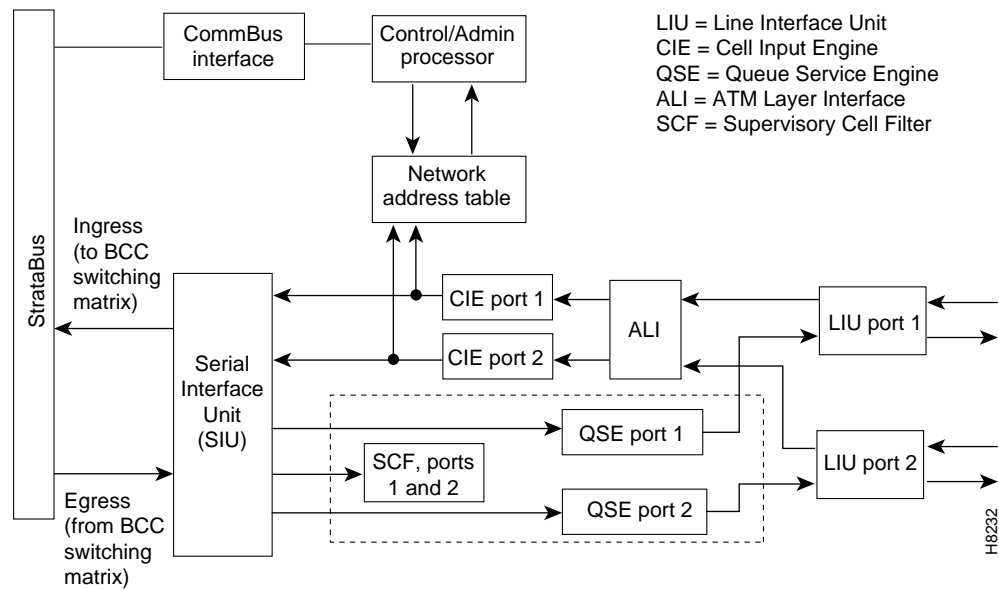 CommBus
interface
Control/Admin
processor
LIU = Line Interface Unit
CIE = Cell Input Engine
QSE = Queue Service Engine
ALI = ATM Layer Interface
SCF = Supervisory Cell Filter
Network
address table
StrataBus
Ingress
(to BCC
switching
matrix)
Serial
Interface
Unit
(SIU)
CIE port 1
CIE port 2
ALI
LIU port 1
QSE port 1
SCF, ports
1 and 2
QSE port 2
LIU port 2
Egress
(from BCC
switching
matrix)
H8232